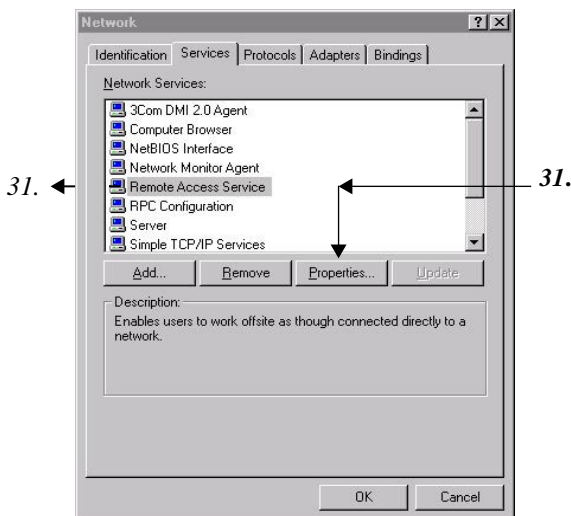 Network
Identification Services Protocols Adapters Bindings
Network Services:
3Com DMI 2.0 Agent
Computer Browser
NetBIOS Interface
Network Monitor Agent
31. Remote Access Service 31.
RPC Configuration
Server
Simple TCP/IP Services
Add... Remove Properties... Update
Description:
Enables users to work offsite as though connected directly to a
network.
OK Cancel